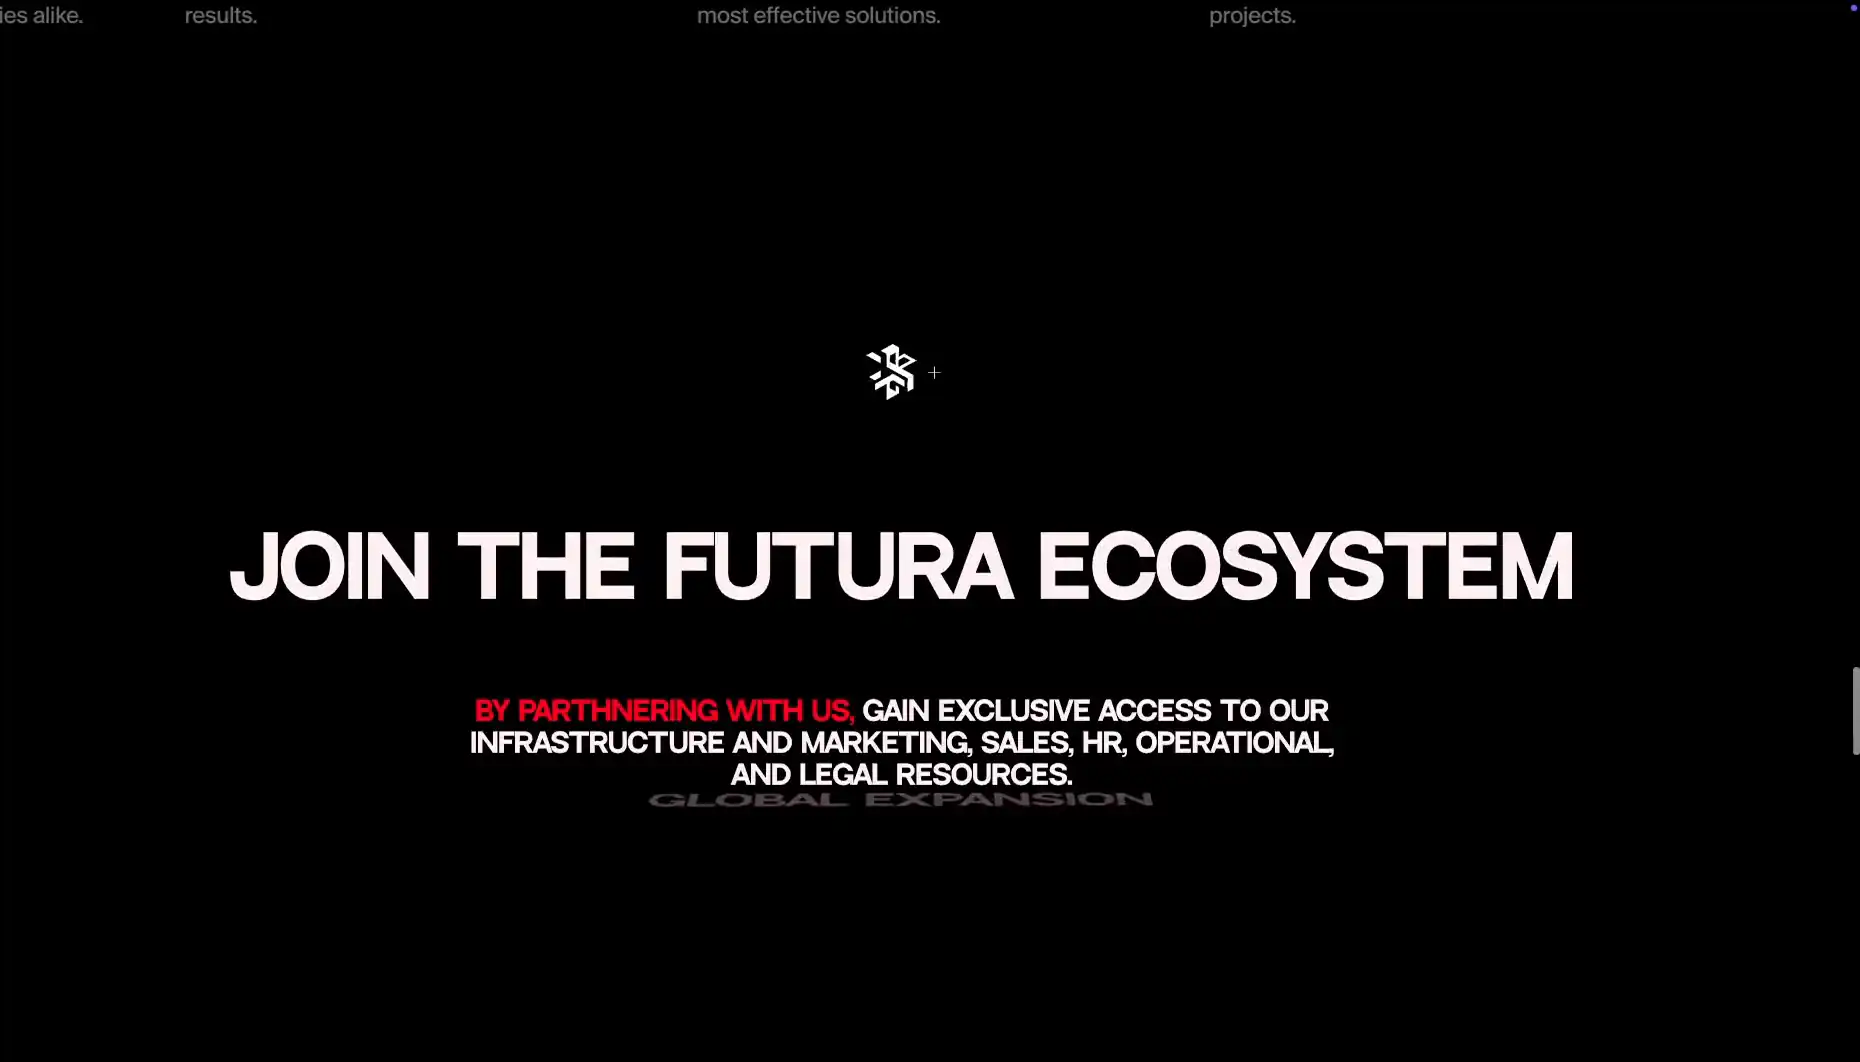 ies alike.
results.
most effective solutions.
projects.
+
JOIN THE FUTURA ECOSYSTEM
BY PARTHNERING WITH US, GAIN EXCLUSIVE ACCESS TO OUR
INFRASTRUCTURE AND MARKETING, SALES, HR, OPERATIONAL,
AND LEGAL RESOURCES.
GLOBAL EXPANSION